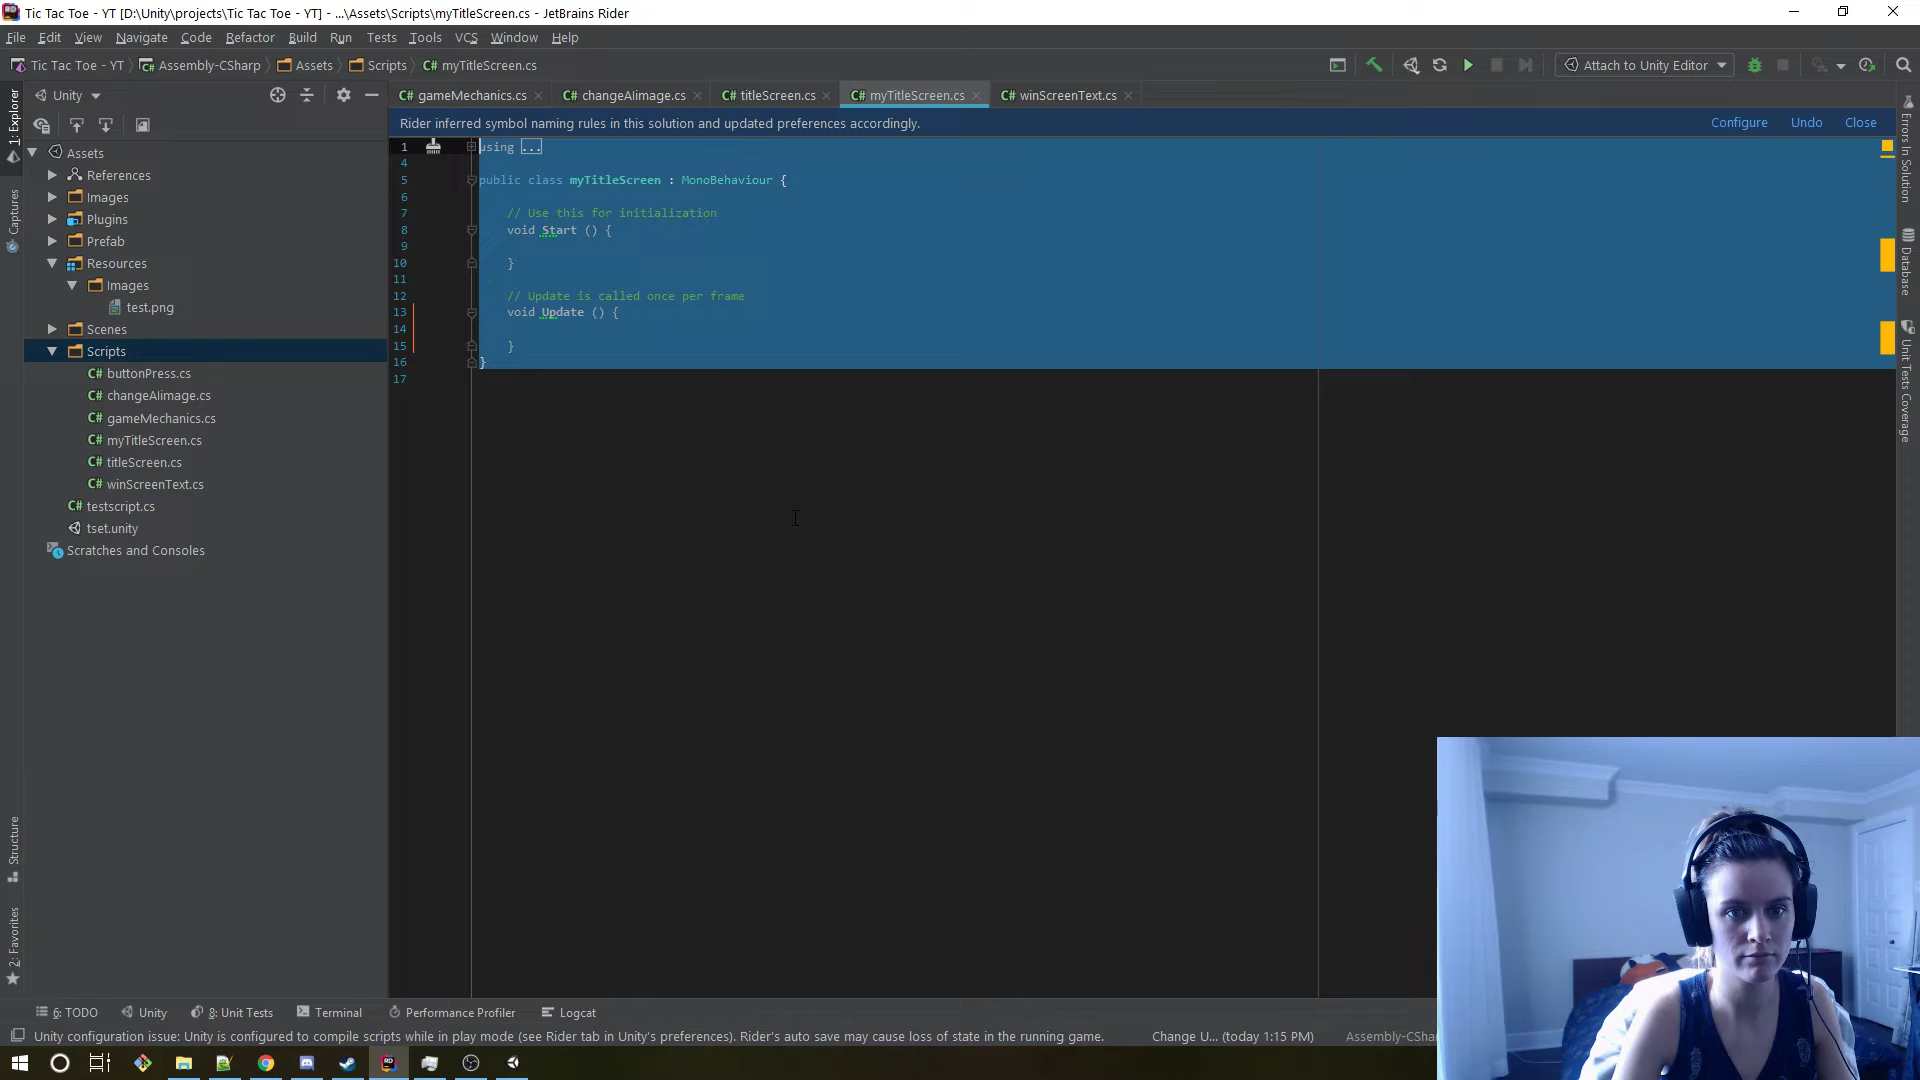 Tic Tac Toe - YT [D:\Unity\projects\Tic Tac Toe - YT] - ...\Assets\Scripts\myTitleScreen.cs - JetBrains Rider
File Edit View Navigate Code Refactor Build Run Tests Tools VCS Window Help
Tic Tac Toe - YT Assembly-CSharp Assets Scripts C# myTitleScreen.cs Attach to Unity Editor
Unity
C# gameMechanics.cs C# changeAIimage.cs C# titleScreen.cs C# myTitleScreen.cs C# winScreenText.cs
Rider inferred symbol naming rules in this solution and updated preferences accordingly. Configure Undo Close
1: Explorer
Captures
Structure
2: Favorites
Assets
References
Images
Plugins
Prefab
Resources
Images
test.png
Scenes
Scripts
C# buttonPress.cs
C# changeAIimage.cs
C# gameMechanics.cs
C# myTitleScreen.cs
C# titleScreen.cs
C# winScreenText.cs
C# testscript.cs
tset.unity
Scratches and Consoles
1 using ...
4
5 public class myTitleScreen : MonoBehaviour {
6
7 // Use this for initialization
8 void Start () {
9
10 }
11
12 // Update is called once per frame
13 void Update () {
14
15 }
16 }
17
Errors In Solution
Database
Unit Tests Coverage
6: TODO Unity 8: Unit Tests Terminal Performance Profiler Logcat
Unity configuration issue: Unity is configured to compile scripts while in play mode (see Rider tab in Unity's preferences). Rider's auto save may cause loss of state in the running game. Change U... (today 1:15 PM) Assembly-CSha
RD